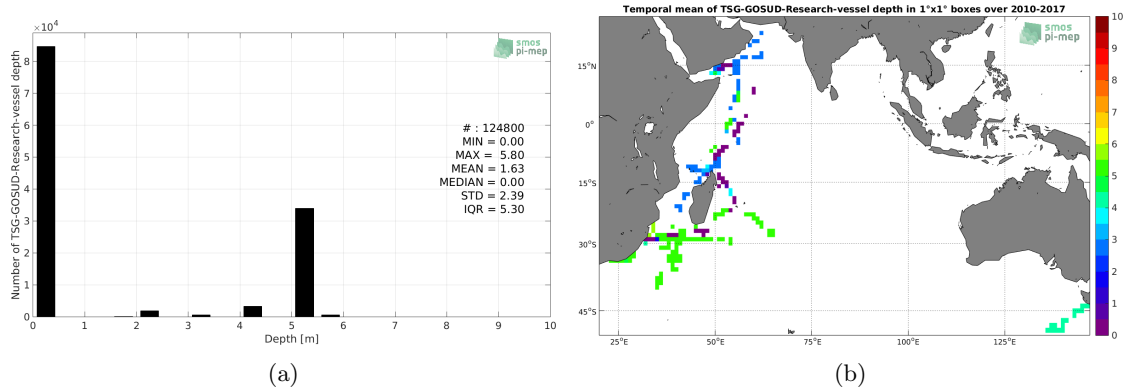 ×10⁴
smos
pi-mep
Number of TSG-GOSUD-Research-vessel depth
8
7
6
5
4
3
2
1
0
# : 124800
MIN = 0.00
MAX = 5.80
MEAN = 1.63
MEDIAN = 0.00
STD = 2.39
IQR = 5.30
0 1 2 3 4 5 6 7 8 9 10
Depth [m]
(a)
Temporal mean of TSG-GOSUD-Research-vessel depth in 1°x1° boxes over 2010-2017
smos
pi-mep
15°N
0°
15°S
30°S
45°S
25°E 50°E 75°E 100°E 125°E
10
9
8
7
6
5
4
3
2
1
0
(b)